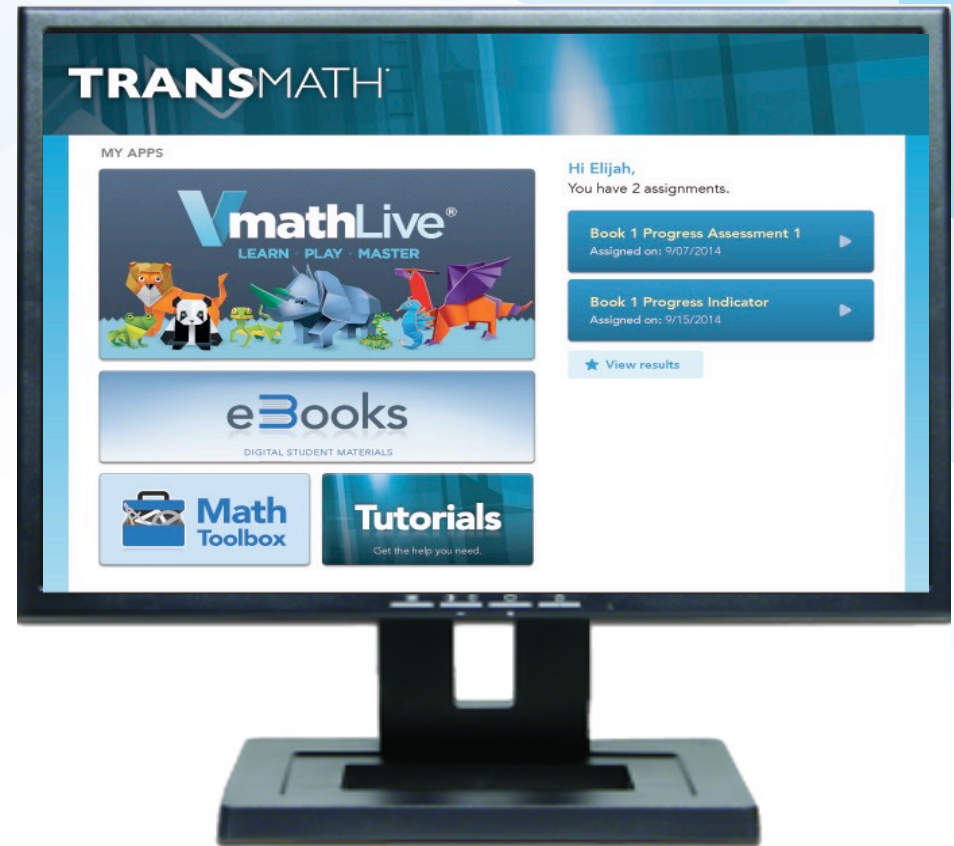 TRANSMATH
MY APPS
VmathLive®
LEARN · PLAY · MASTER
eBooks
DIGITAL STUDENT MATERIALS
Math
Toolbox
Tutorials
Get the help you need.
Hi Elijah,
You have 2 assignments.
Book 1 Progress Assessment 1
Assigned on: 9/07/2014
Book 1 Progress Indicator
Assigned on: 9/15/2014
View results